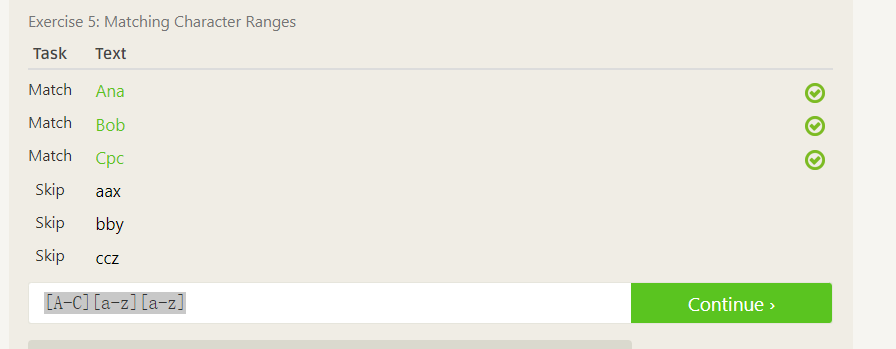 Exercise 5: Matching Character Ranges
Task Text
Match Ana
Match Bob
Match Cpc
Skip aax
Skip bby
Skip ccz
[A-C][a-z][a-z] Continue ›